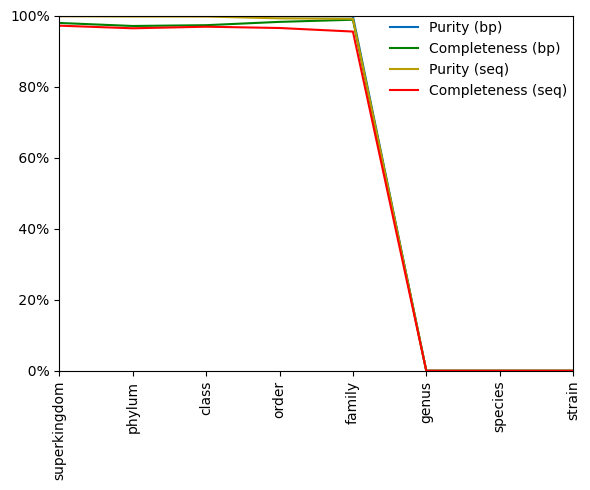 100%
80%
60%
40%
20%
0%
Purity (bp)
Completeness (bp)
Purity (seq)
Completeness (seq)
superkingdom
phylum
class
order
family
genus
species
strain